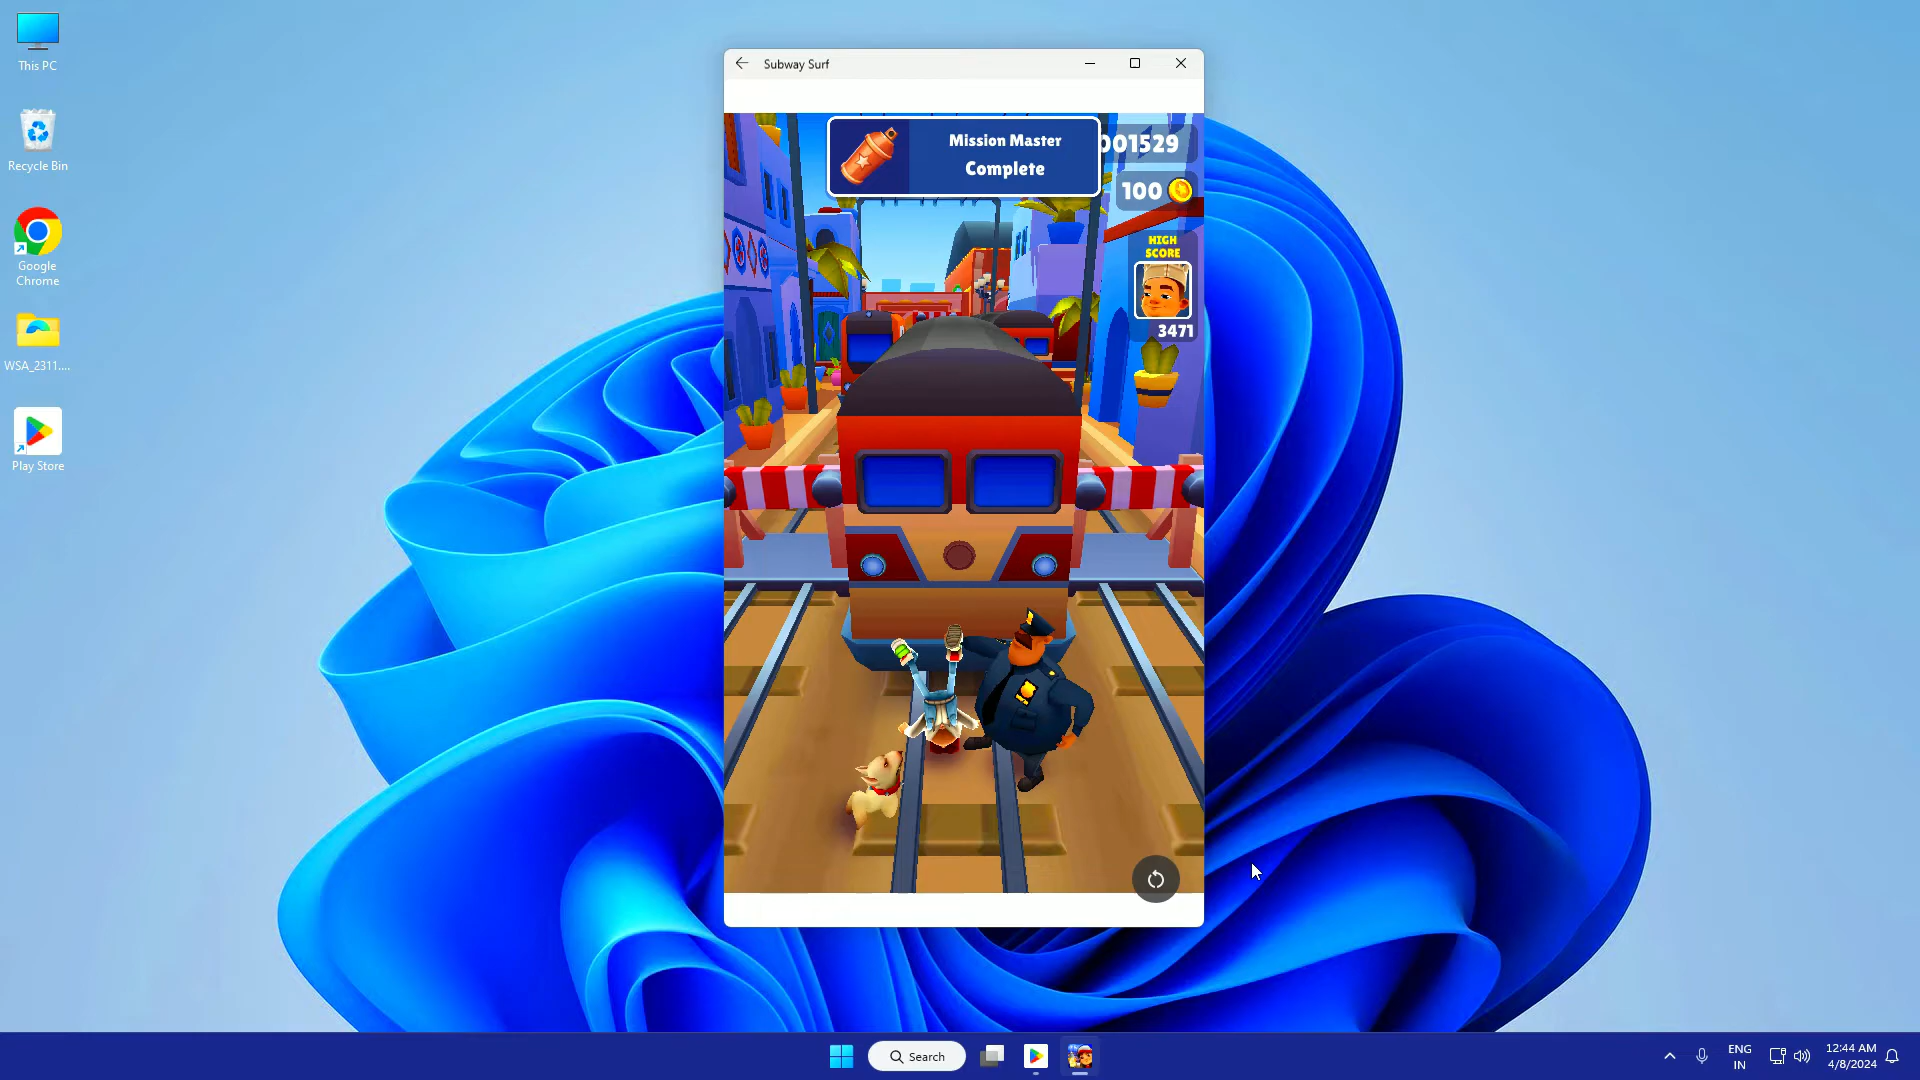 This PC
Recycle Bin
Google
Chrome
WSA_2311....
Play Store
Subway Surf
Mission Master
Complete
001529
100
HIGH
SCORE
3471
Search
ENG
IN
12:44 AM
4/8/2024